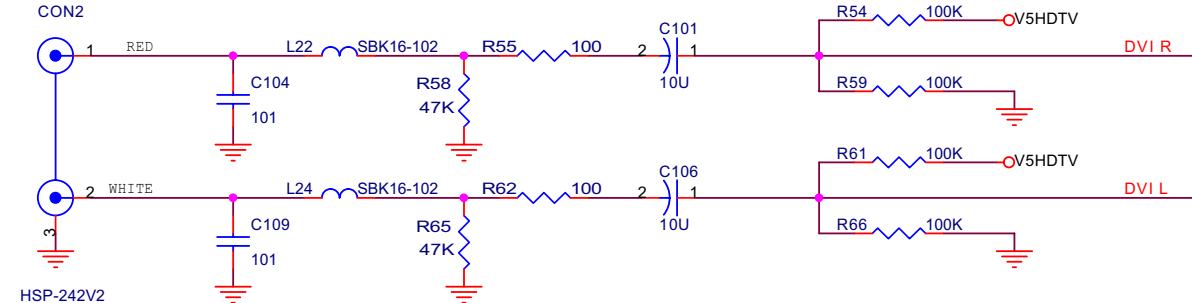 CON2
R54 100K V5HDTV
C101
1 RED L22 SBK16-102 R55 100 2 1 DVI R
C104 R58 10U R59 100K
101 47K
R61 100K V5HDTV
C106
2 WHITE L24 SBK16-102 R62 100 2 1 DVI L
C109 R65 10U R66 100K
3 101 47K
HSP-242V2